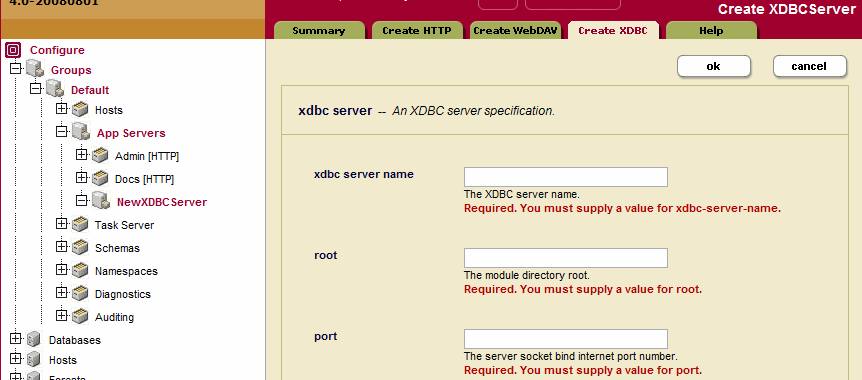 4.0-20080801
Create XDBCServer
Summary
Create HTTP
Create WebDAV
Create XDBC
Help
Configure
Groups
Default
Hosts
App Servers
Admin [HTTP]
Docs [HTTP]
NewXDBCServer
Task Server
Schemas
Namespaces
Diagnostics
Auditing
Databases
Hosts
ok
cancel
xdbc server -- An XDBC server specification.
xdbc server name
The XDBC server name.
Required. You must supply a value for xdbc-server-name.
root
The module directory root.
Required. You must supply a value for root.
port
The server socket bind internet port number.
Required. You must supply a value for port.